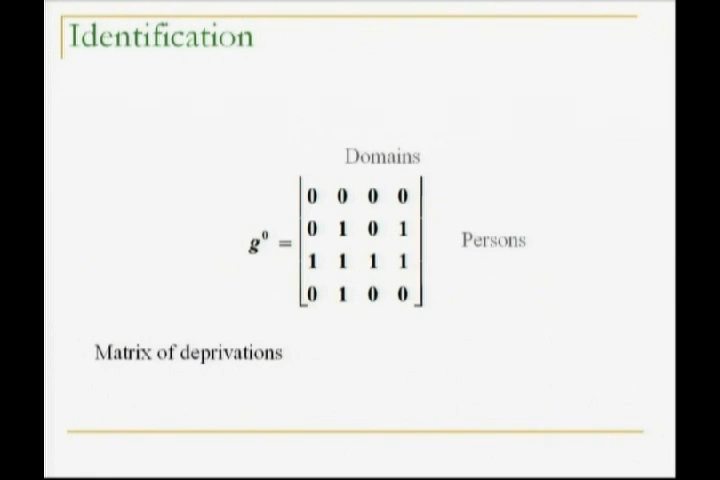 Identification
Domains
0 0 0 0
0 1 0 1
g⁰ =
Persons
1 1 1 1
0 1 0 0
Matrix of deprivations